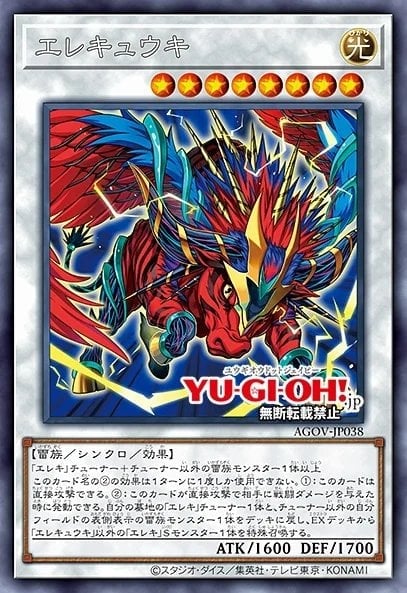 エレキュウキ
光
ユウギオウドットジェイピー
YU-GI-OH!.JP
無断転載禁止
AGOV-JP038
【雷族/シンクロ/効果】
「エレキ」チューナー+チューナー以外の雷族モンスター1体以上
このカード名の②の効果は1ターンに1度しか使用できない。①:このカードは
直接攻撃できる。②:このカードが直接攻撃で相手に戦闘ダメージを与えた
時に発動できる。自分の墓地の「エレキ」チューナー1体と、チューナー以外の自分
フィールドの表側表示の雷族モンスター1体をデッキに戻し、EXデッキから
「エレキュウキ」以外の「エレキ」Sモンスター1体を特殊召喚する。
ATK/1600 DEF/1700
©スタジオ・ダイス/集英社・テレビ東京・KONAMI